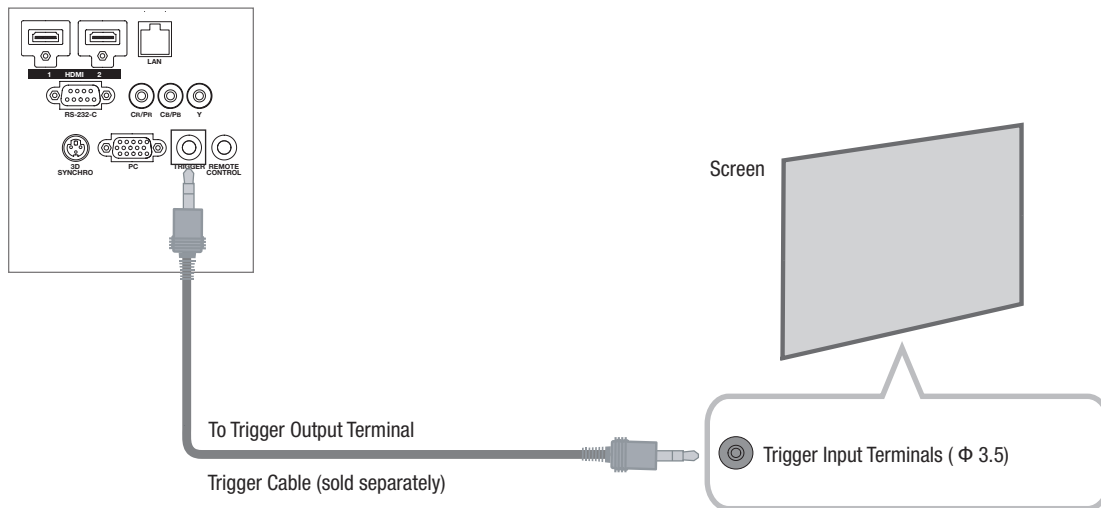 LAN
1 HDMI 2
RS-232-C
CR/PR CB/PB Y
3D
SYNCHRO
PC
TRIGGER
REMOTE
CONTROL
Screen
To Trigger Output Terminal
Trigger Cable (sold separately)
Trigger Input Terminals ( Φ 3.5)